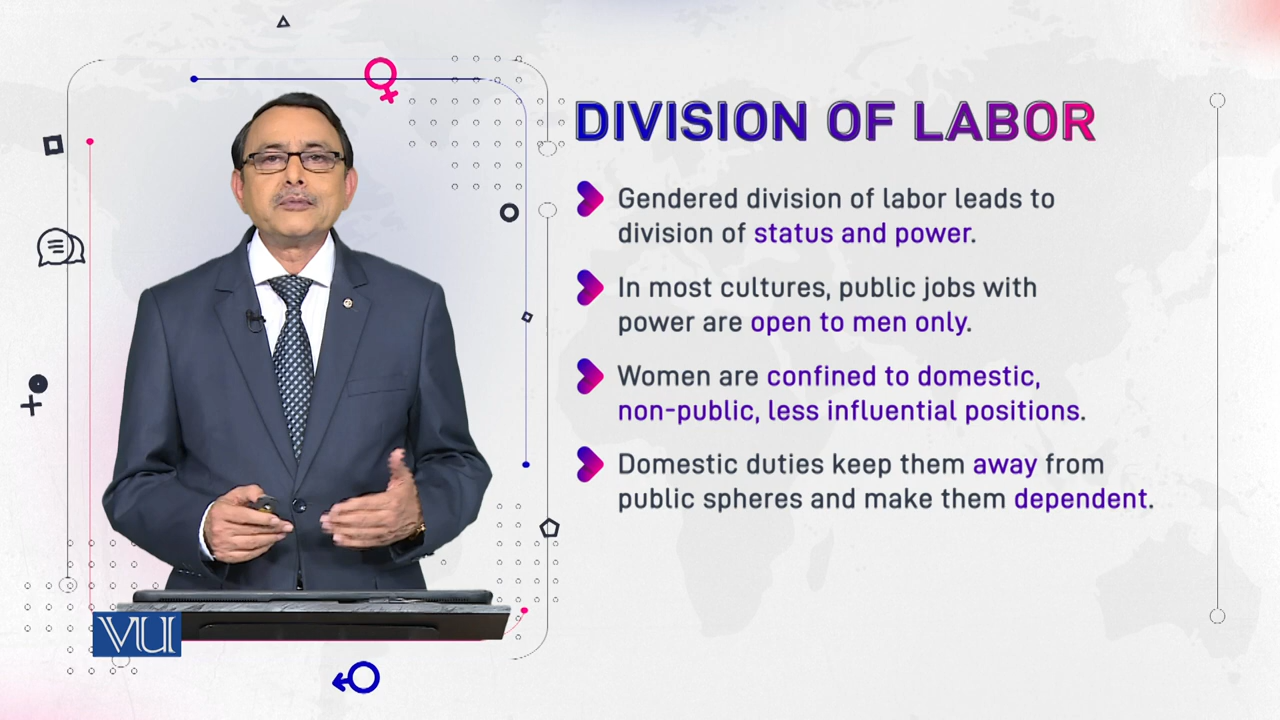 DIVISION OF LABOR
Gendered division of labor leads to
division of status and power.
In most cultures, public jobs with
power are open to men only.
Women are confined to domestic,
non-public, less influential positions.
Domestic duties keep them away from
public spheres and make them dependent.
VU